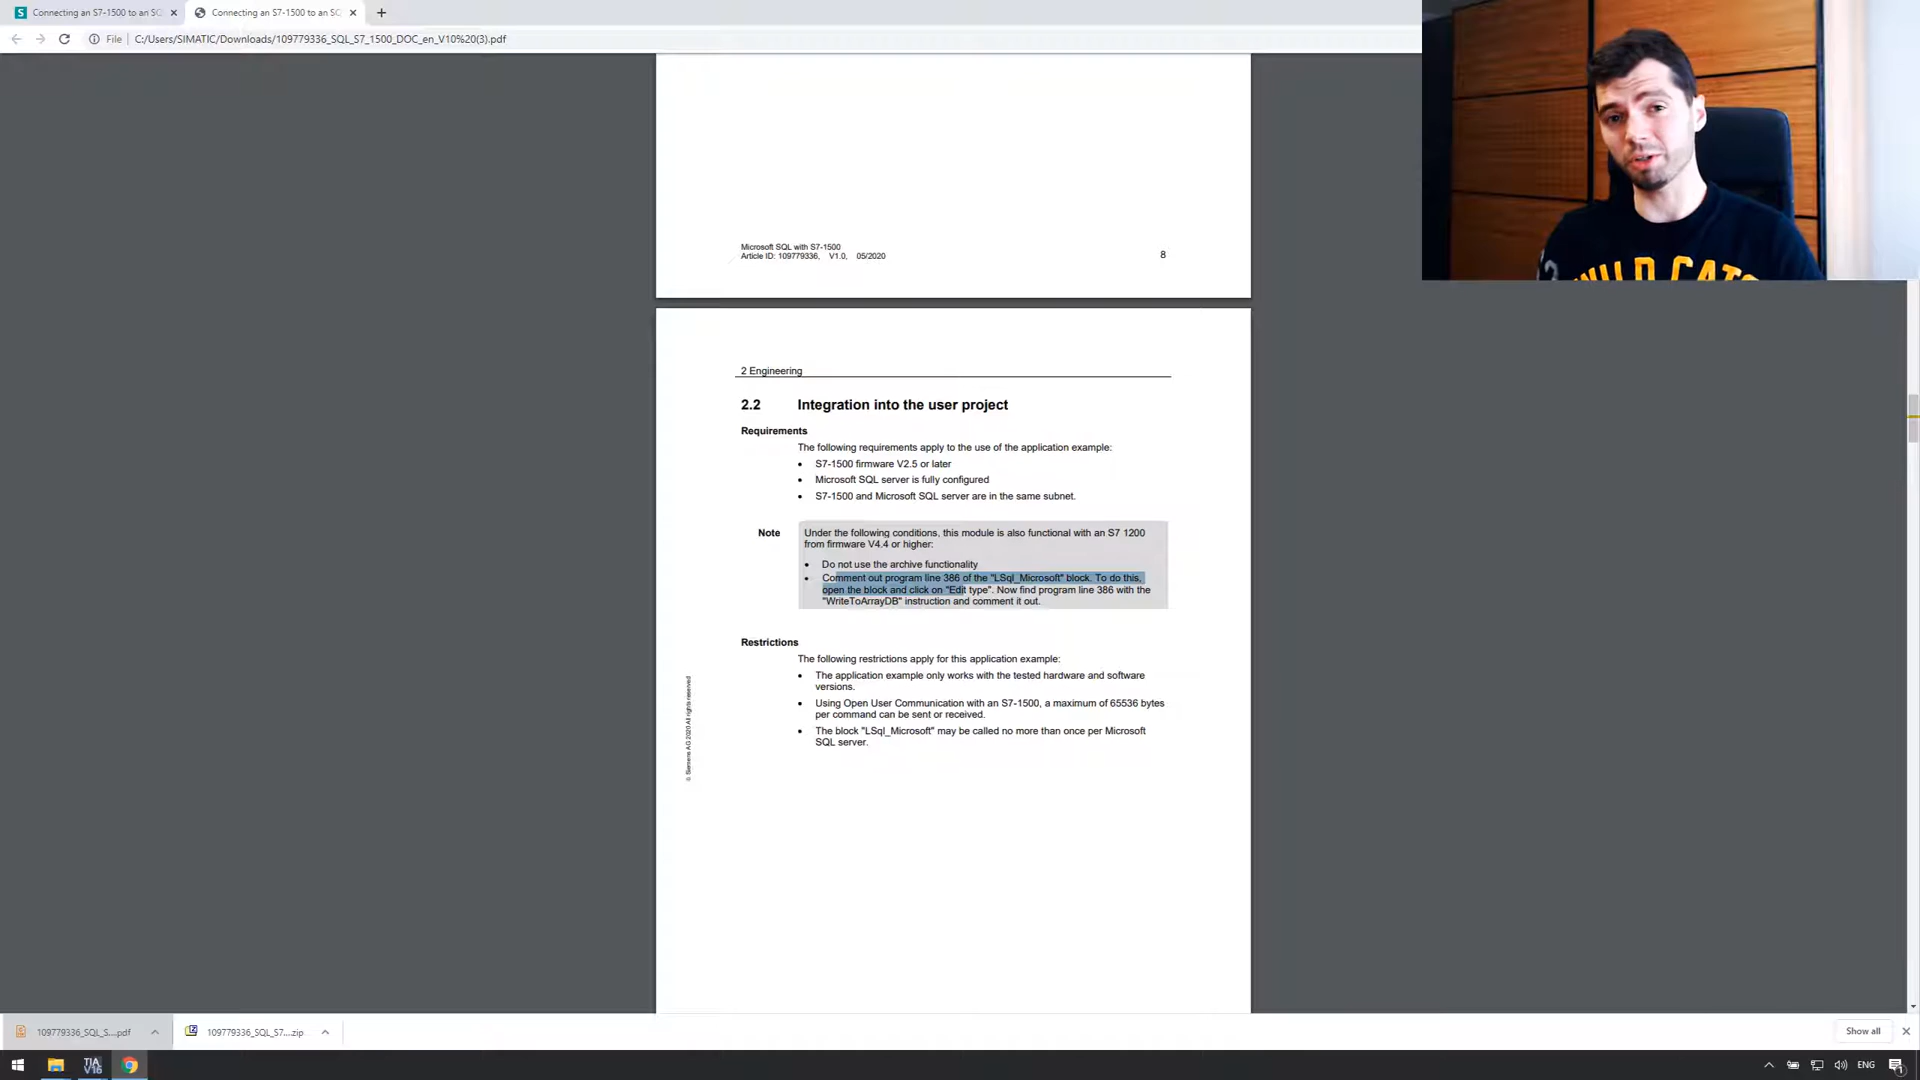 Connecting an S7-1500 to an SQ
Connecting an S7-1500 to an SQ
File
C:/Users/SIMATIC/Downloads/109779336_SQL_S7_1500_DOC_en_V10%20(3).pdf
WILD CATS
Microsoft SQL with S7-1500
Article ID: 109779336, V1.0, 05/2020
8
2 Engineering
2.2 Integration into the user project
Requirements
The following requirements apply to the use of the application example:
• S7-1500 firmware V2.5 or later
• Microsoft SQL server is fully configured
• S7-1500 and Microsoft SQL server are in the same subnet.
Note
Under the following conditions, this module is also functional with an S7 1200
from firmware V4.4 or higher:
• Do not use the archive functionality
• Comment out program line 386 of the "LSql_Microsoft" block. To do this,
open the block and click on "Edit type". Now find program line 386 with the
"WriteToArrayDB" instruction and comment it out.
Restrictions
The following restrictions apply for this application example:
• The application example only works with the tested hardware and software
versions.
• Using Open User Communication with an S7-1500, a maximum of 65536 bytes
per command can be sent or received.
• The block "LSql_Microsoft" may be called no more than once per Microsoft
SQL server.
© Siemens AG 2020 All rights reserved
109779336_SQL_S....pdf
109779336_SQL_S7....zip
Show all
TIA
V16
ENG